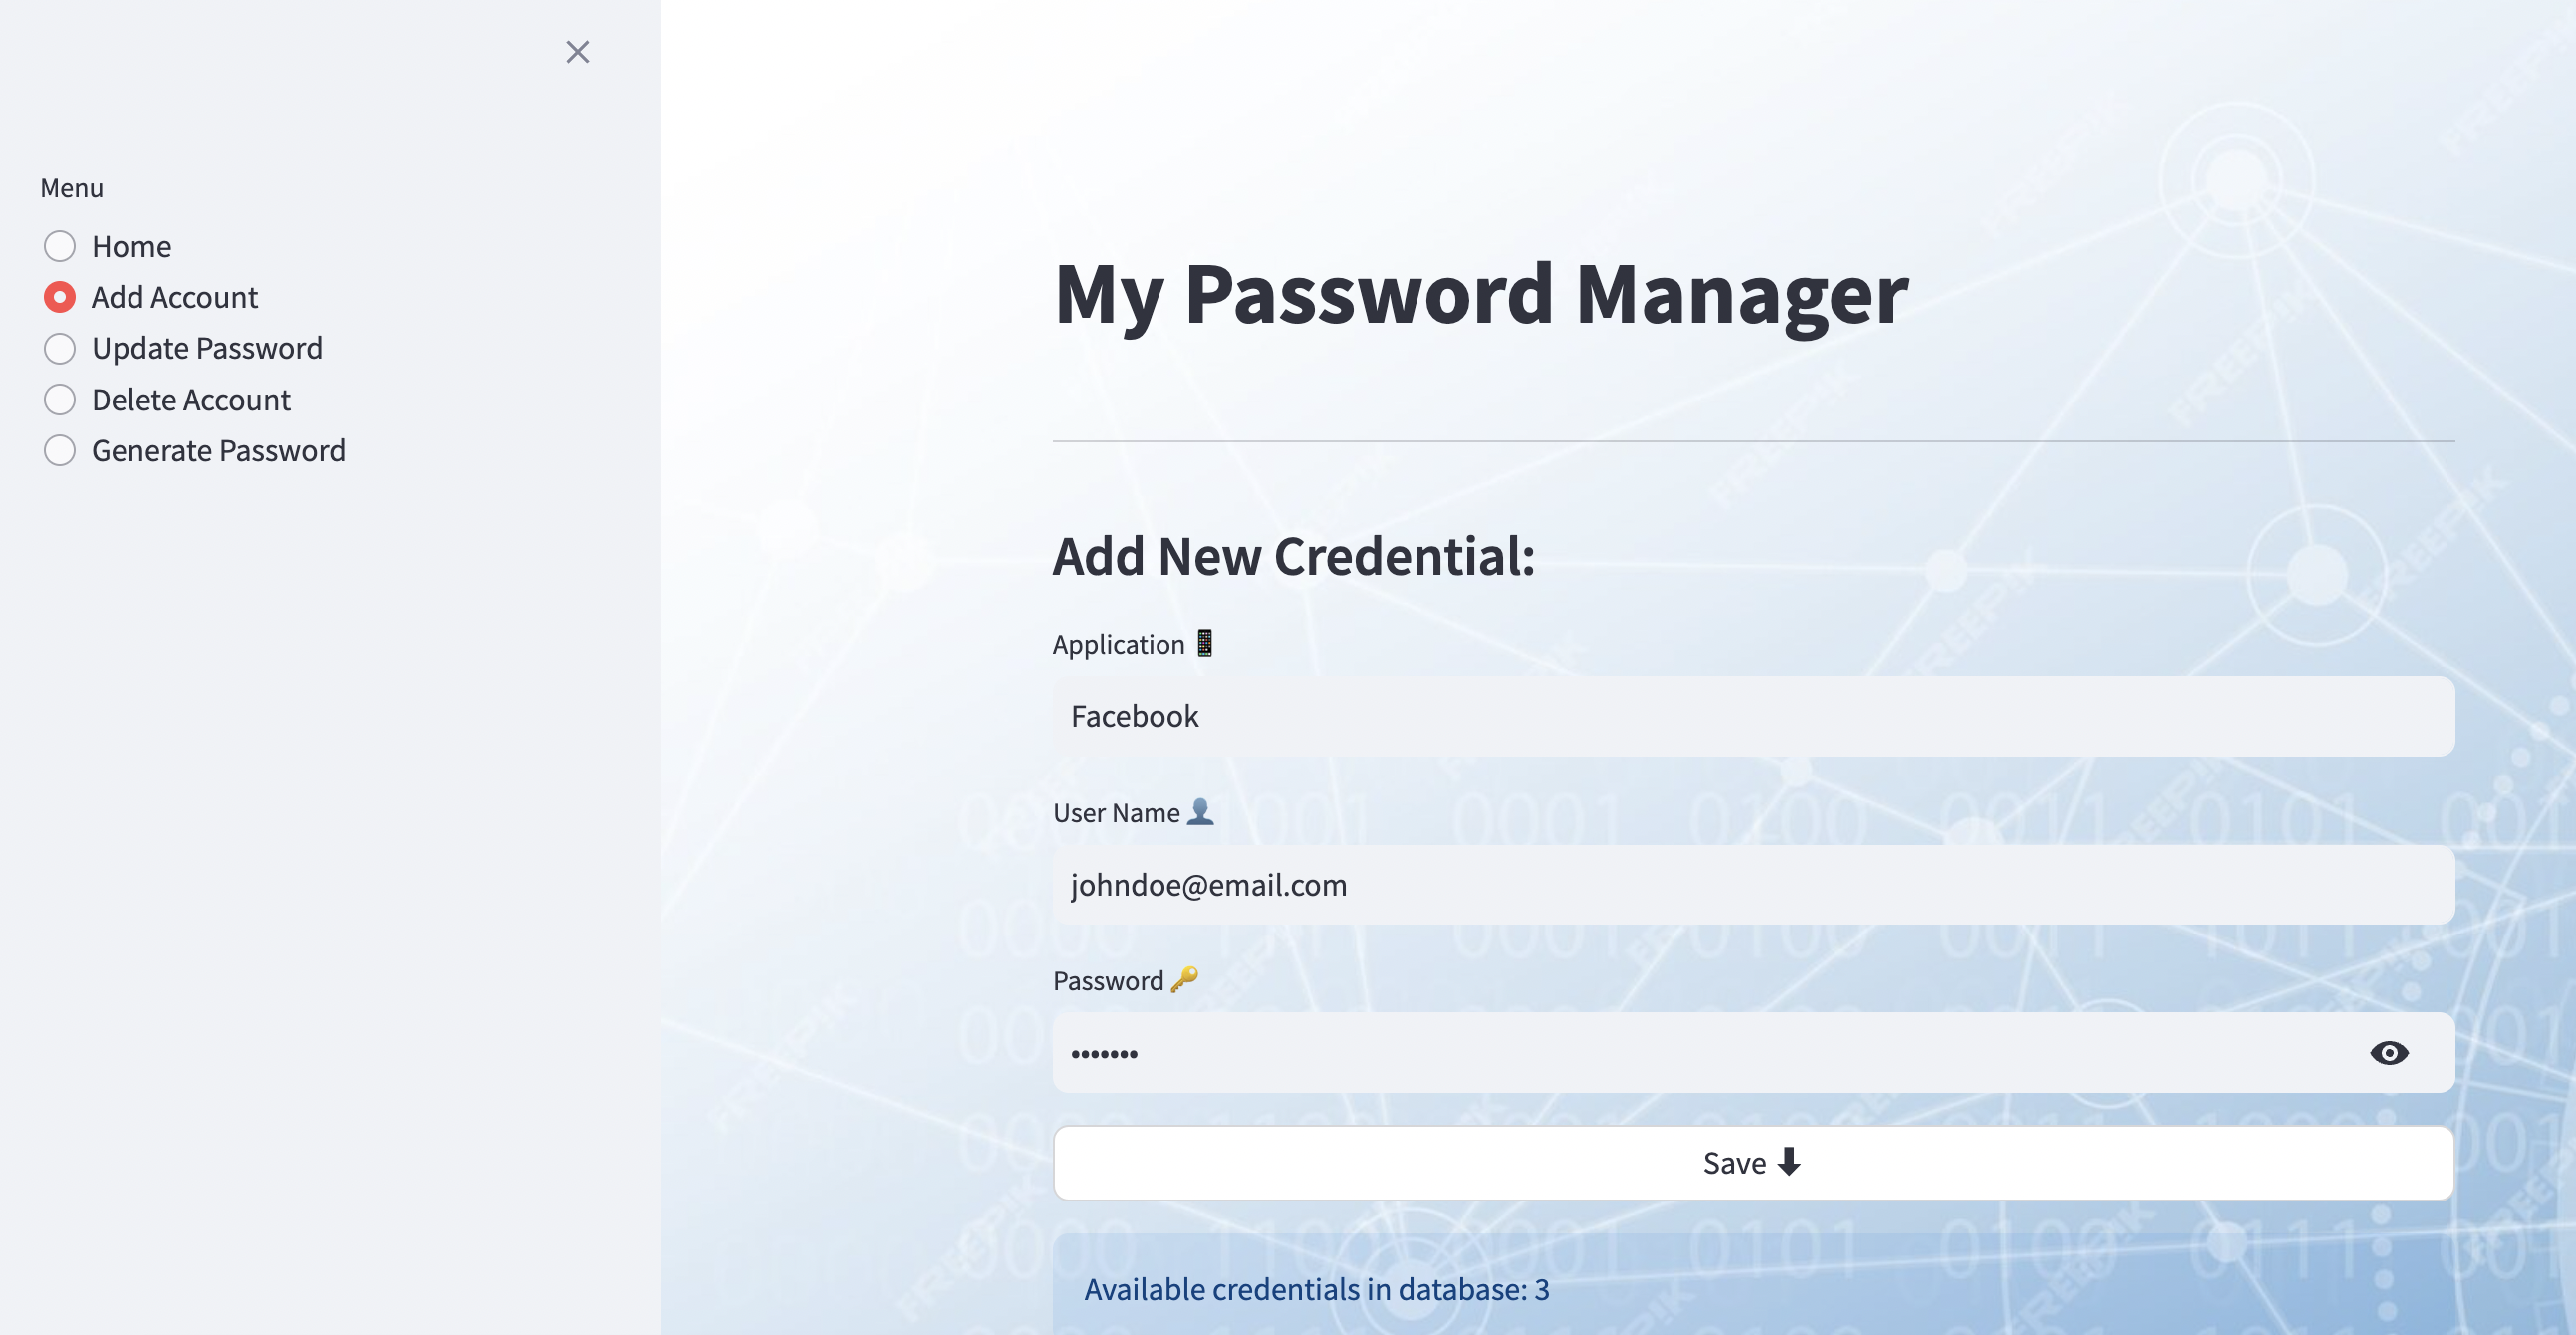 Menu
Home
Add Account
Update Password
Delete Account
Generate Password
My Password Manager
Add New Credential:
Application 📱
Facebook
User Name 👤
johndoe@email.com
Password 🔑
•••••••
Save ⬇
Available credentials in database: 3